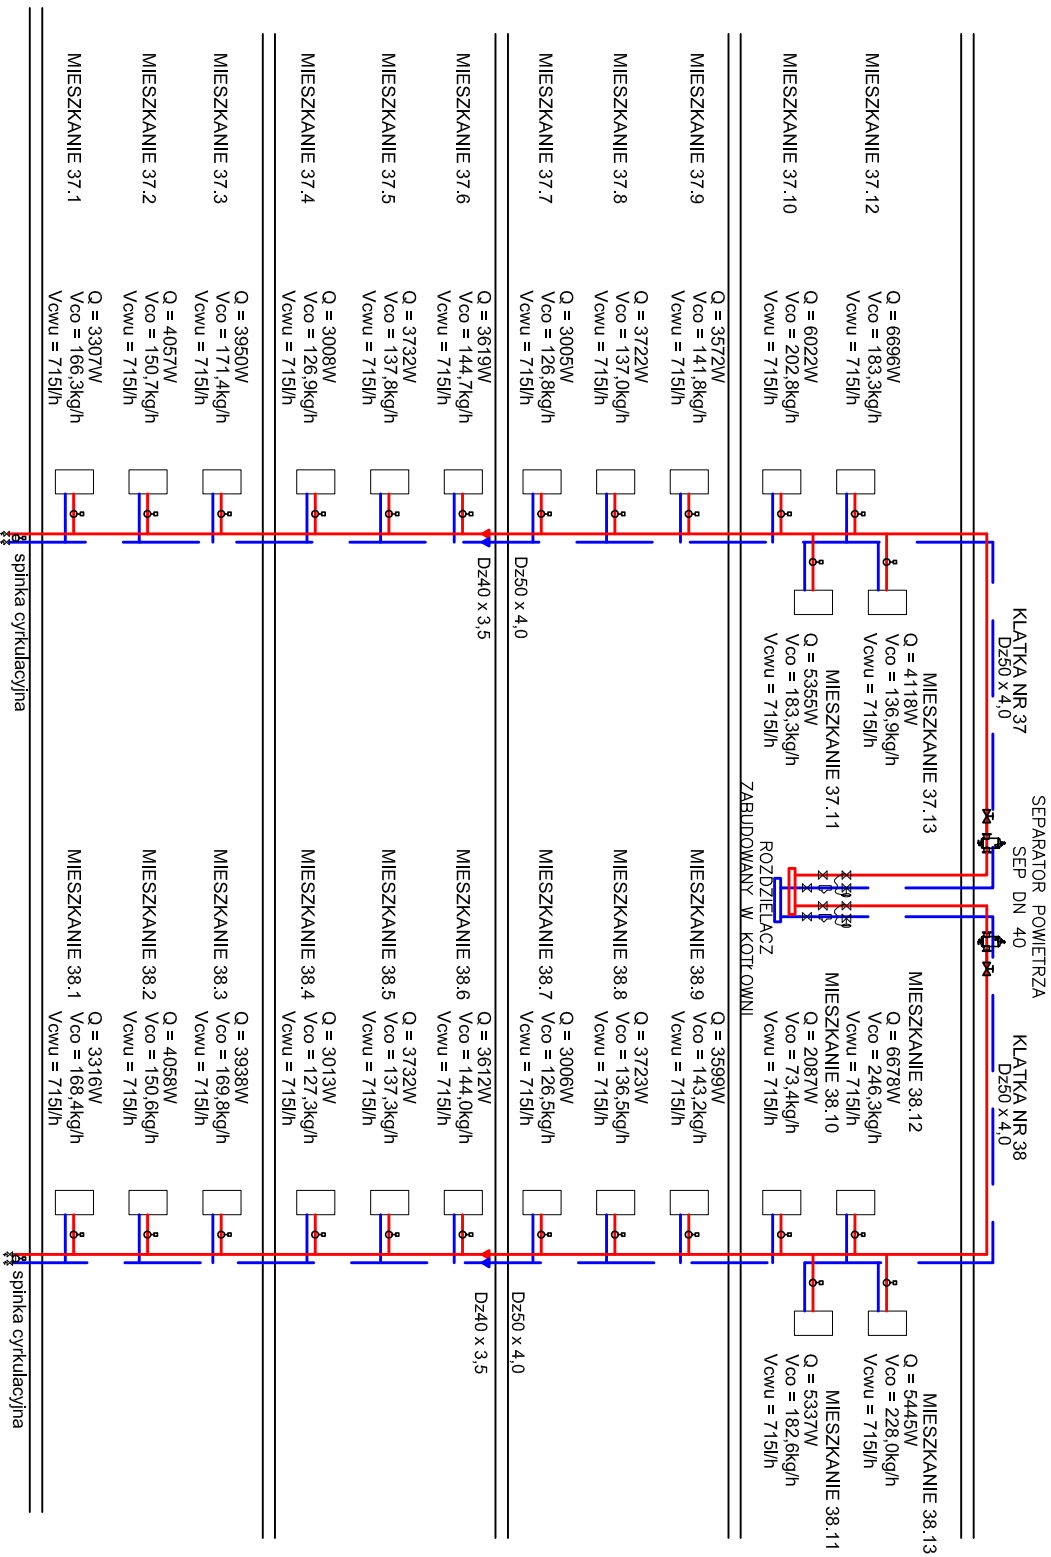 SEPARATOR POWIETRZA
SEP DN 40
KLATKA NR 37
Dz50 x 4,0
KLATKA NR 38
Dz50 x 4,0
MIESZKANIE 37.13
Q = 4118W
Vco = 136,9kg/h
Vcwu = 715l/h
MIESZKANIE 37.12
Q = 6696W
Vco = 183,3kg/h
Vcwu = 715l/h
MIESZKANIE 37.11
Q = 5355W
Vco = 183,3kg/h
Vcwu = 715l/h
MIESZKANIE 37.10
Q = 6022W
Vco = 202,8kg/h
Vcwu = 715l/h
ROZDZIELACZ
ZABUDOWANY W KOTŁOWNI
MIESZKANIE 38.12
Q = 6678W
Vco = 246,3kg/h
Vcwu = 715l/h
MIESZKANIE 38.10
Q = 2087W
Vco = 73,4kg/h
Vcwu = 715l/h
MIESZKANIE 38.13
Q = 5445W
Vco = 228,0kg/h
Vcwu = 715l/h
MIESZKANIE 38.11
Q = 5337W
Vco = 182,6kg/h
Vcwu = 715l/h
MIESZKANIE 37.9
Q = 3572W
Vco = 141,8kg/h
Vcwu = 715l/h
MIESZKANIE 37.8
Q = 3722W
Vco = 137,0kg/h
Vcwu = 715l/h
MIESZKANIE 37.7
Q = 3005W
Vco = 126,8kg/h
Vcwu = 715l/h
Dz50 x 4,0
Dz40 x 3,5
MIESZKANIE 38.9
Q = 3599W
Vco = 143,2kg/h
Vcwu = 715l/h
MIESZKANIE 38.8
Q = 3723W
Vco = 136,5kg/h
Vcwu = 715l/h
MIESZKANIE 38.7
Q = 3006W
Vco = 126,5kg/h
Vcwu = 715l/h
Dz50 x 4,0
Dz40 x 3,5
MIESZKANIE 37.6
Q = 3619W
Vco = 144,7kg/h
Vcwu = 715l/h
MIESZKANIE 37.5
Q = 3732W
Vco = 137,8kg/h
Vcwu = 715l/h
MIESZKANIE 37.4
Q = 3008W
Vco = 126,9kg/h
Vcwu = 715l/h
MIESZKANIE 38.6
Q = 3612W
Vco = 144,0kg/h
Vcwu = 715l/h
MIESZKANIE 38.5
Q = 3732W
Vco = 137,3kg/h
Vcwu = 715l/h
MIESZKANIE 38.4
Q = 3013W
Vco = 127,3kg/h
Vcwu = 715l/h
MIESZKANIE 37.3
Q = 3950W
Vco = 171,4kg/h
Vcwu = 715l/h
MIESZKANIE 37.2
Q = 4057W
Vco = 150,7kg/h
Vcwu = 715l/h
MIESZKANIE 37.1
Q = 3307W
Vco = 166,3kg/h
Vcwu = 715l/h
spinka cyrkulacyjna
MIESZKANIE 38.3
Q = 3938W
Vco = 169,8kg/h
Vcwu = 715l/h
MIESZKANIE 38.2
Q = 4058W
Vco = 150,6kg/h
Vcwu = 715l/h
MIESZKANIE 38.1
Q = 3316W
Vco = 168,4kg/h
Vcwu = 715l/h
spinka cyrkulacyjna